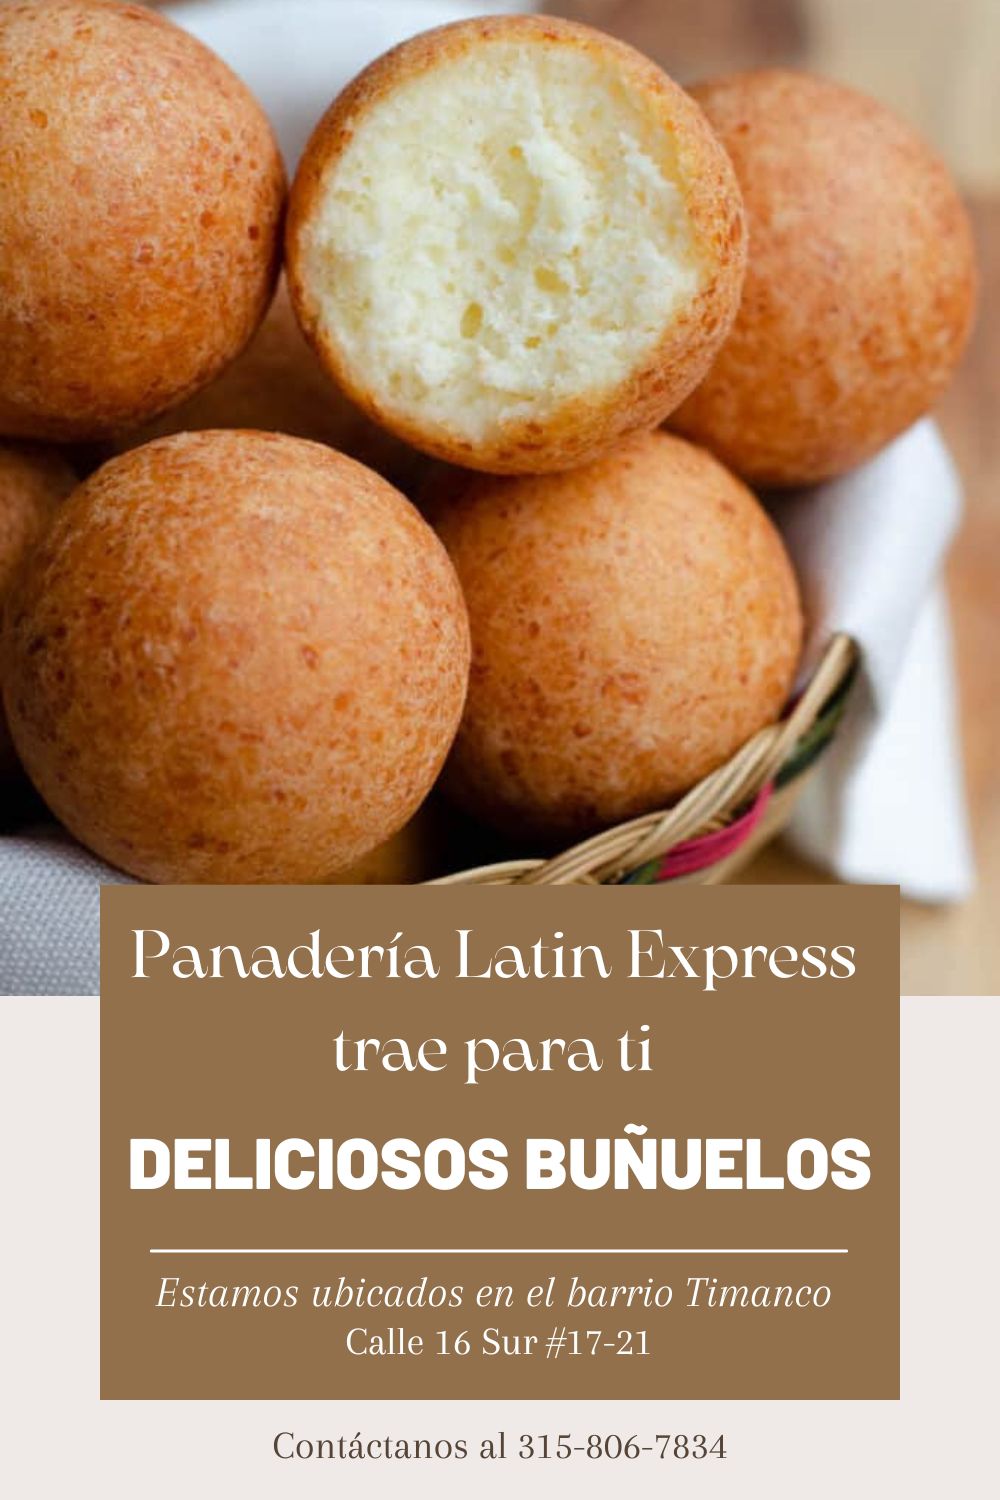 Panadería Latin Express
trae para ti
DELICIOSOS BUÑUELOS
Estamos ubicados en el barrio Timanco
Calle 16 Sur #17-21
Contáctanos al 315-806-7834